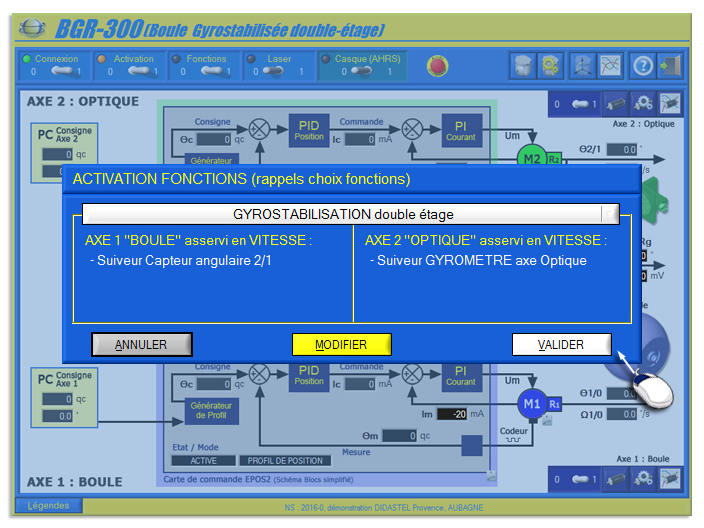 BGR-300 (Boule Gyrostabilisée double-étage)
Connexion Activation Fonctions Laser Casque (AHRS)
0 1 0 1 0 1 0 1 0 1
AXE 2 : OPTIQUE
0 1
Axe 2 : Optique
PC Consigne Axe 2
0 qc
Consigne
Θc 0 qc
Générateur
PID Position
Commande
Ic 0 mA
PI Courant
Um
M2 R2
Θ2/1 0.0 °
°/s
Rg
mV
ACTIVATION FONCTIONS (rappels choix fonctions)
GYROSTABILISATION double étage
AXE 1 "BOULE" asservi en VITESSE :
- Suiveur Capteur angulaire 2/1
AXE 2 "OPTIQUE" asservi en VITESSE :
- Suiveur GYROMETRE axe Optique
ANNULER MODIFIER VALIDER
PC Consigne Axe 1
0 qc
0.0 °
Consigne
Θc 0 qc
Générateur de Profil
PID Position
Commande
Ic 0 mA
PI Courant
Um
M1 R1
Θ1/0
Ω1/0 0.0 °/s
Im -20 mA
Θm 0 qc
Codeur
Mesure
Etat / Mode
ACTIVE PROFIL DE POSITION
Carte de commande EPOS2 (Schéma Blocs simplifié)
AXE 1 : BOULE
Axe 1 : Boule
0 1
Légendes
NS : 2016-0, démonstration DIDASTEL Provence, AUBAGNE.